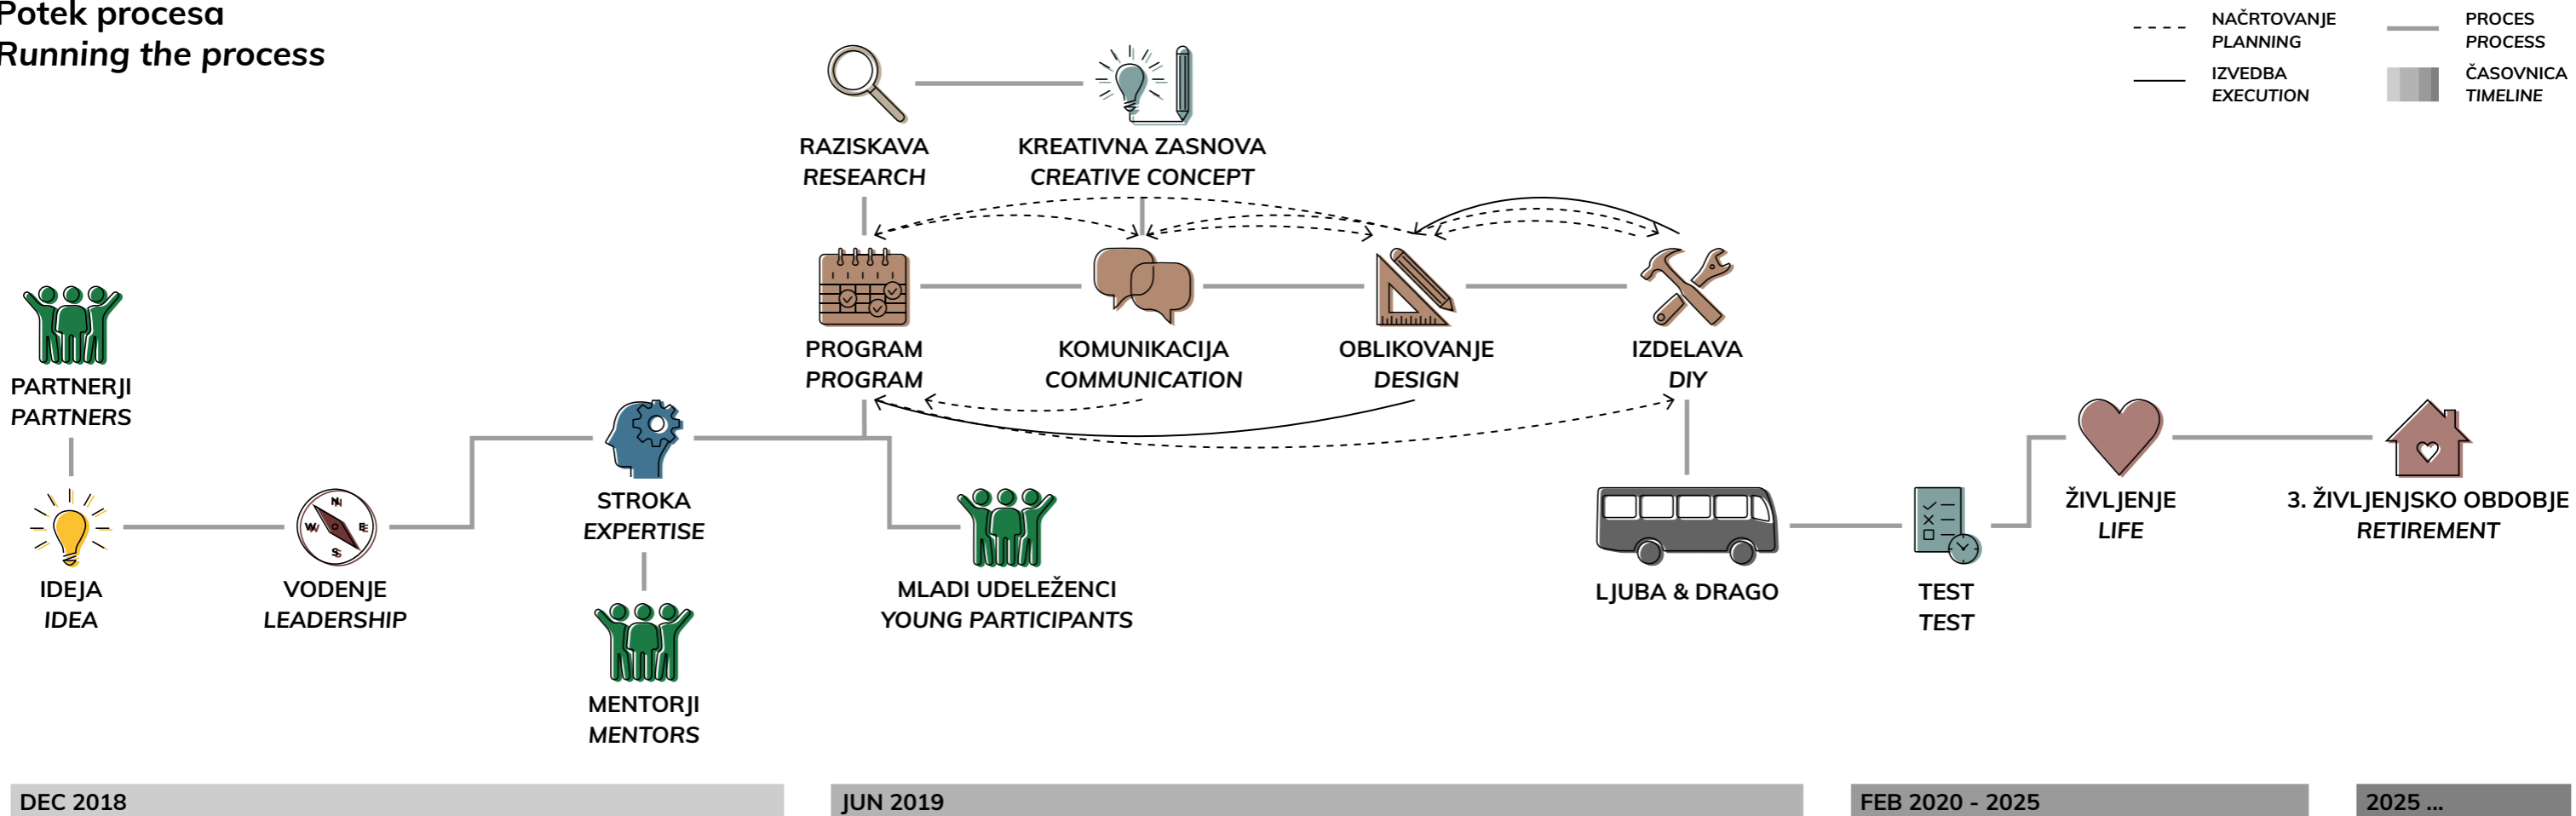 Potek procesa
Running the process
NAČRTOVANJE
PLANNING
IZVEDBA
EXECUTION
PROCES
PROCESS
ČASOVNICA
TIMELINE
RAZISKAVA
RESEARCH
KREATIVNA ZASNOVA
CREATIVE CONCEPT
PROGRAM
PROGRAM
KOMUNIKACIJA
COMMUNICATION
OBLIKOVANJE
DESIGN
IZDELAVA
DIY
PARTNERJI
PARTNERS
N
W
E
S
IDEJA
IDEA
VODENJE
LEADERSHIP
STROKA
EXPERTISE
MENTORJI
MENTORS
MLADI UDELEŽENCI
YOUNG PARTICIPANTS
LJUBA & DRAGO
TEST
TEST
ŽIVLJENJE
LIFE
3. ŽIVLJENJSKO OBDOBJE
RETIREMENT
DEC 2018
JUN 2019
FEB 2020 - 2025
2025 ...